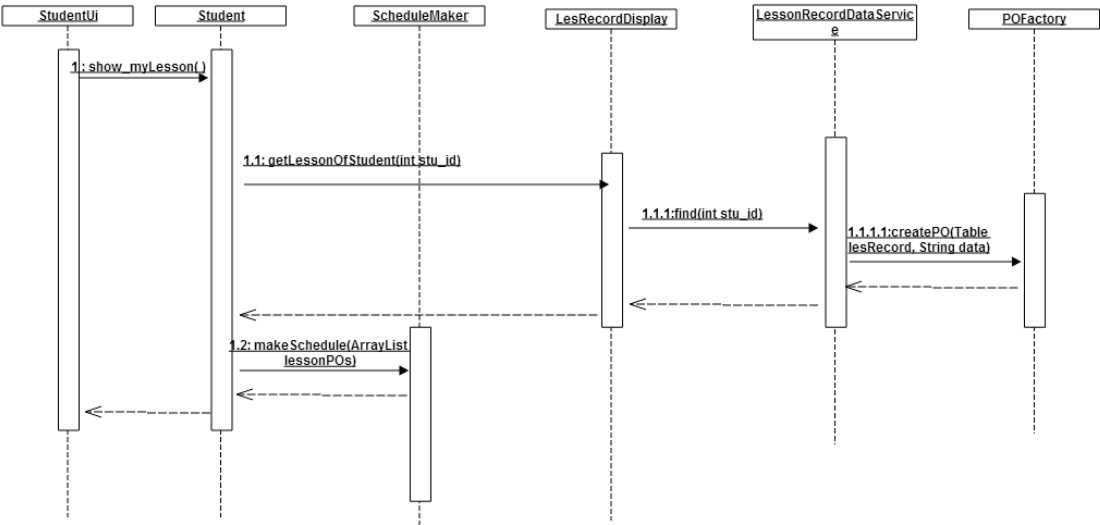 StudentUi
Student
ScheduleMaker
LesRecordDisplay
LessonRecordDataServic
e
POFactory
1 : show_myLesson( )
1.1: getLessonOfStudent(int stu_id)
1.1.1:find(int stu_id)
1.1.1.1:createPO(Table
lesRecord, String data)
1.2: makeSchedule(ArrayList
lessonPOs)